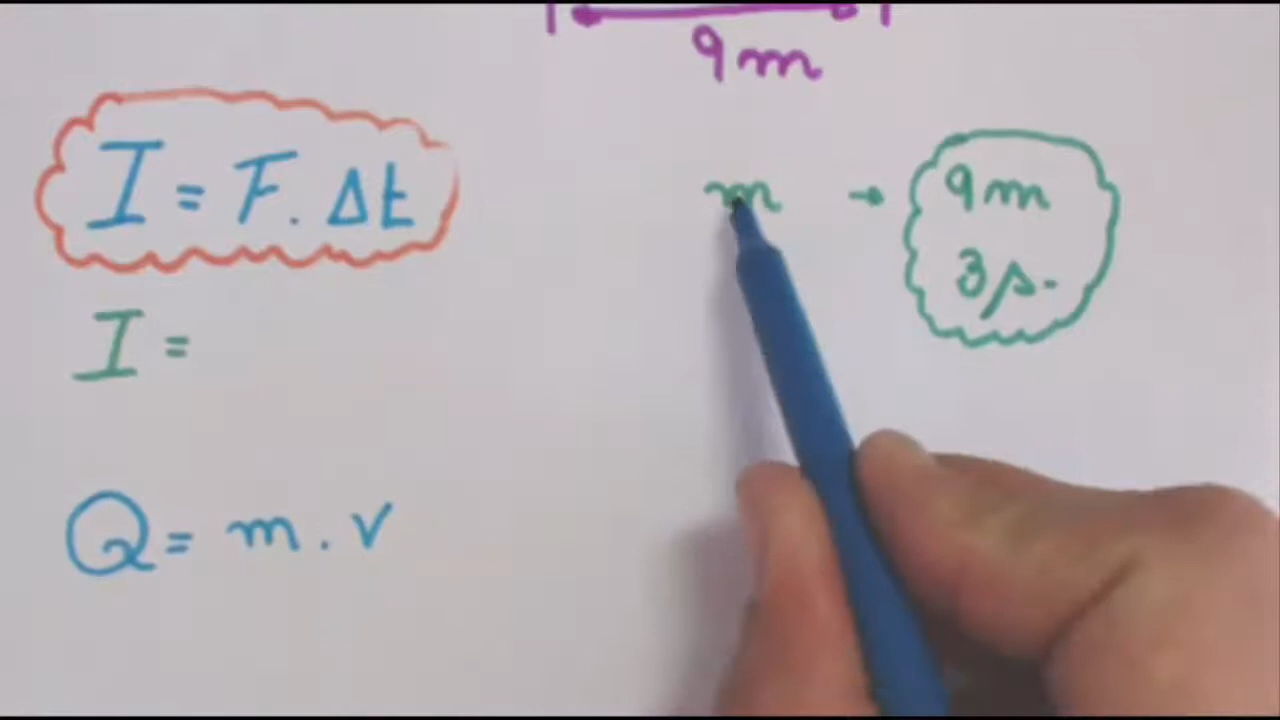 9m
I = F. Δt
m → 9m
3s.
I =
Q = m . v